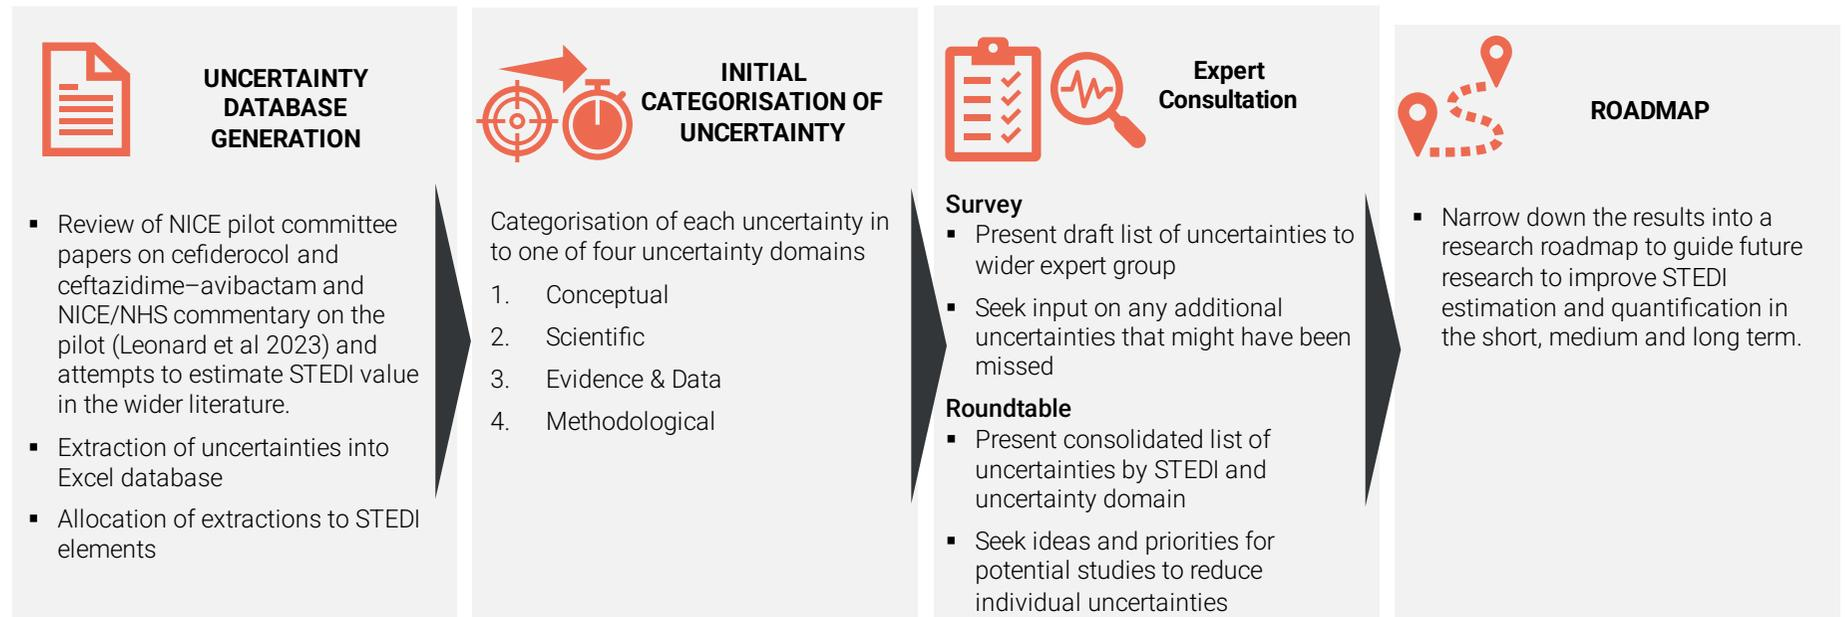 UNCERTAINTY
DATABASE
GENERATION
▪ Review of NICE pilot committee
papers on cefiderocol and
ceftazidime–avibactam and
NICE/NHS commentary on the
pilot (Leonard et al 2023) and
attempts to estimate STEDI value
in the wider literature.
▪ Extraction of uncertainties into
Excel database
▪ Allocation of extractions to STEDI
elements
INITIAL
CATEGORISATION OF
UNCERTAINTY
Categorisation of each uncertainty in
to one of four uncertainty domains
1. Conceptual
2. Scientific
3. Evidence & Data
4. Methodological
Expert
Consultation
Survey
▪ Present draft list of uncertainties to
wider expert group
▪ Seek input on any additional
uncertainties that might have been
missed
Roundtable
▪ Present consolidated list of
uncertainties by STEDI and
uncertainty domain
▪ Seek ideas and priorities for
potential studies to reduce
individual uncertainties
ROADMAP
▪ Narrow down the results into a
research roadmap to guide future
research to improve STEDI
estimation and quantification in
the short, medium and long term.